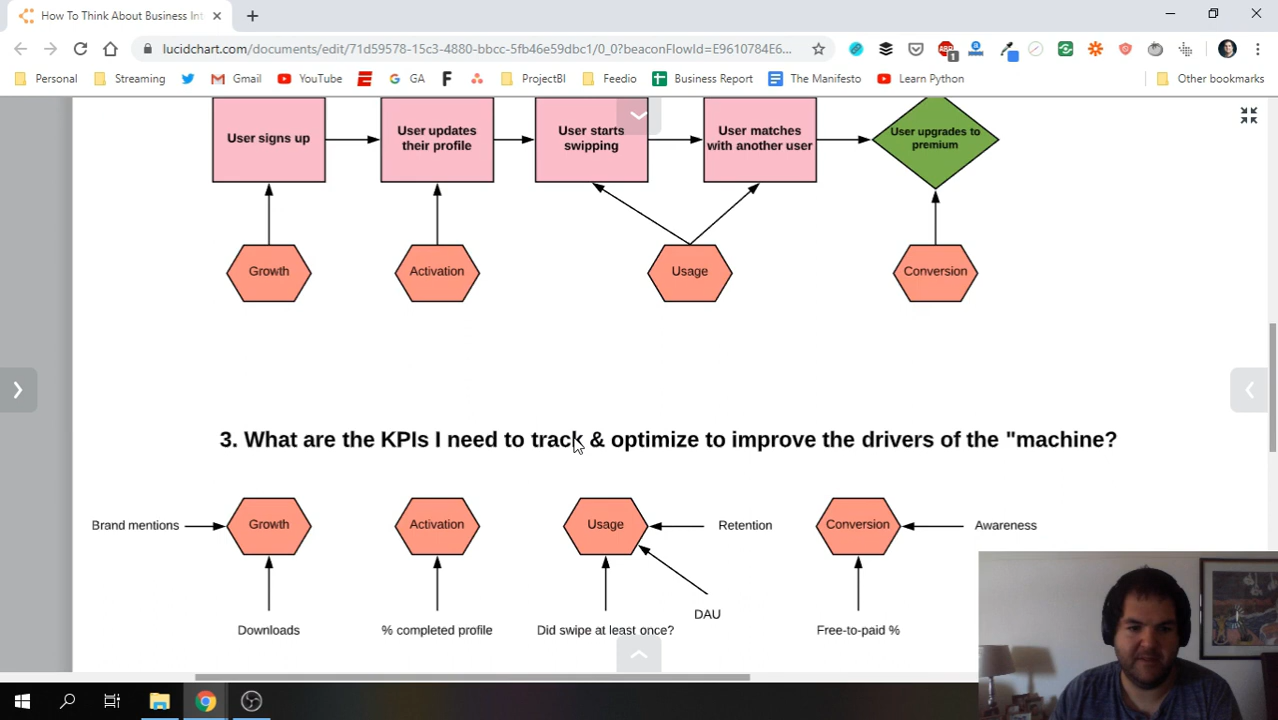 How To Think About Business Int
lucidchart.com/documents/edit/71d59578-15c3-4880-bbcc-5fb46e59dbc1/0_0?beaconFlowId=E9610784E6...
Personal
Streaming
Gmail
YouTube
GA
ProjectBI
Feedio
Business Report
The Manifesto
Learn Python
Other bookmarks
User signs up
User updates
their profile
User starts
swipping
User matches
with another user
User upgrades to
premium
Growth
Activation
Usage
Conversion
3. What are the KPIs I need to track & optimize to improve the drivers of the "machine?
Brand mentions
Growth
Activation
Usage
Retention
Conversion
Awareness
DAU
Downloads
% completed profile
Did swipe at least once?
Free-to-paid %